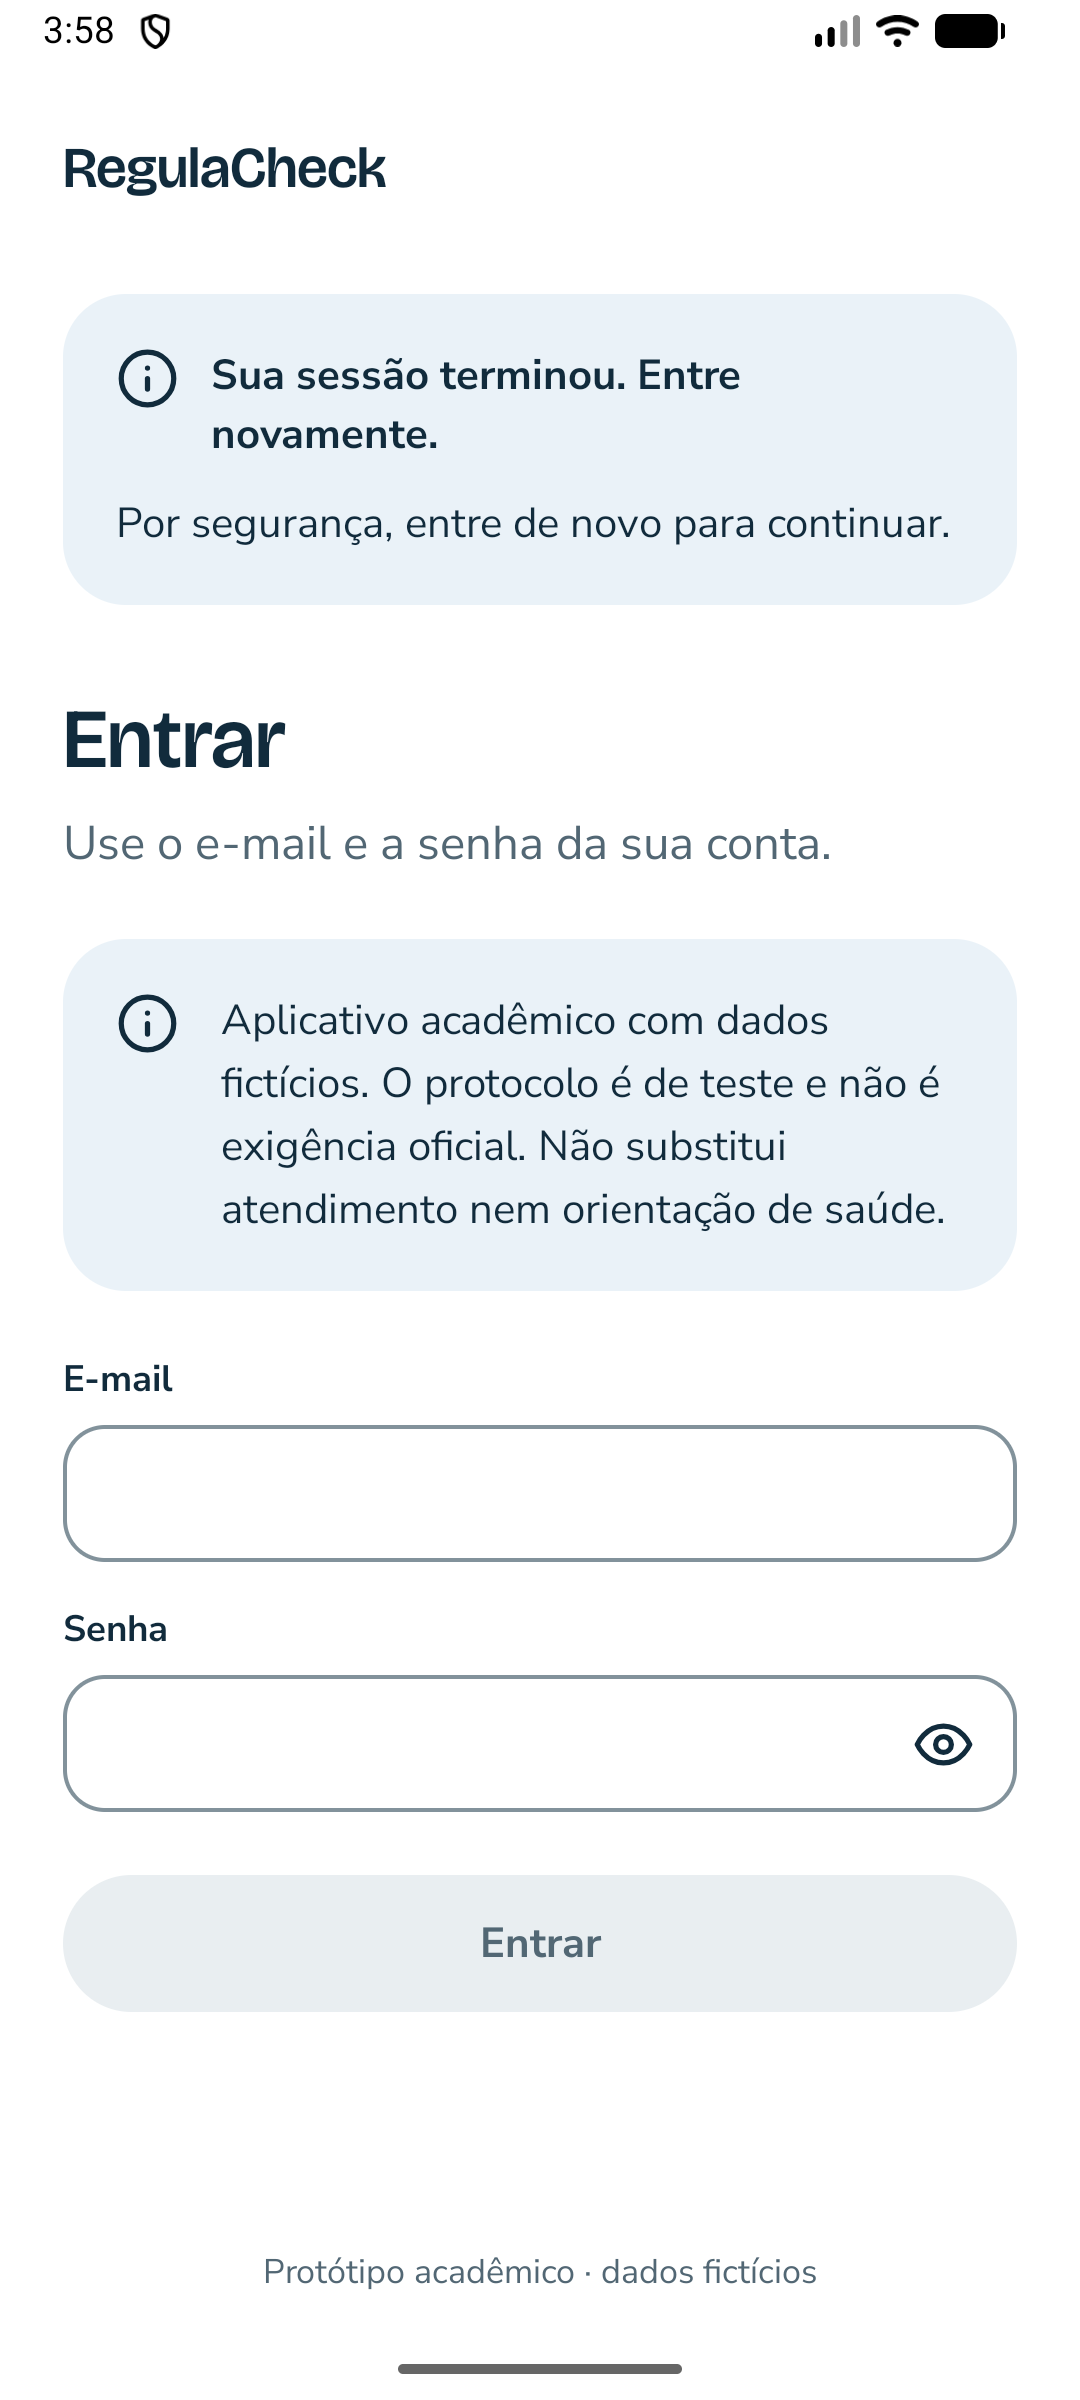 3:58
RegulaCheck
Sua sessão terminou. Entre
novamente.
Por segurança, entre de novo para continuar.
Entrar
Use o e-mail e a senha da sua conta.
Aplicativo acadêmico com dados
fictícios. O protocolo é de teste e não é
exigência oficial. Não substitui
atendimento nem orientação de saúde.
E-mail
Senha
Entrar
Protótipo acadêmico · dados fictícios